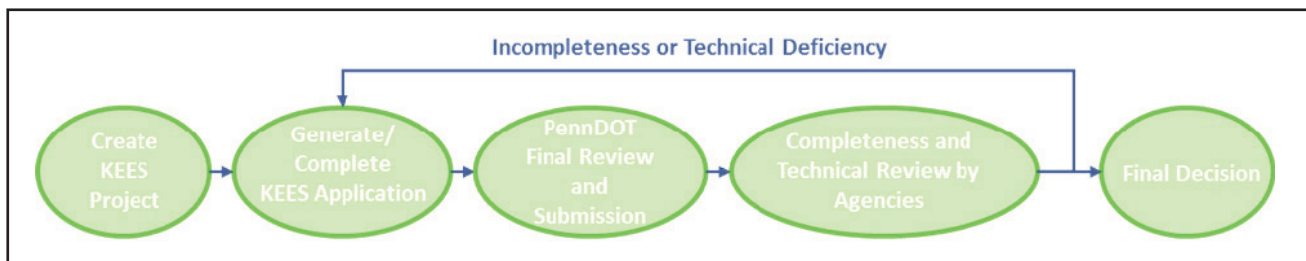 Incompleteness or Technical Deficiency
Create
KEES
Project
Generate/
Complete
KEES Application
PennDOT
Final Review
and
Submission
Completeness and
Technical Review by
Agencies
Final Decision